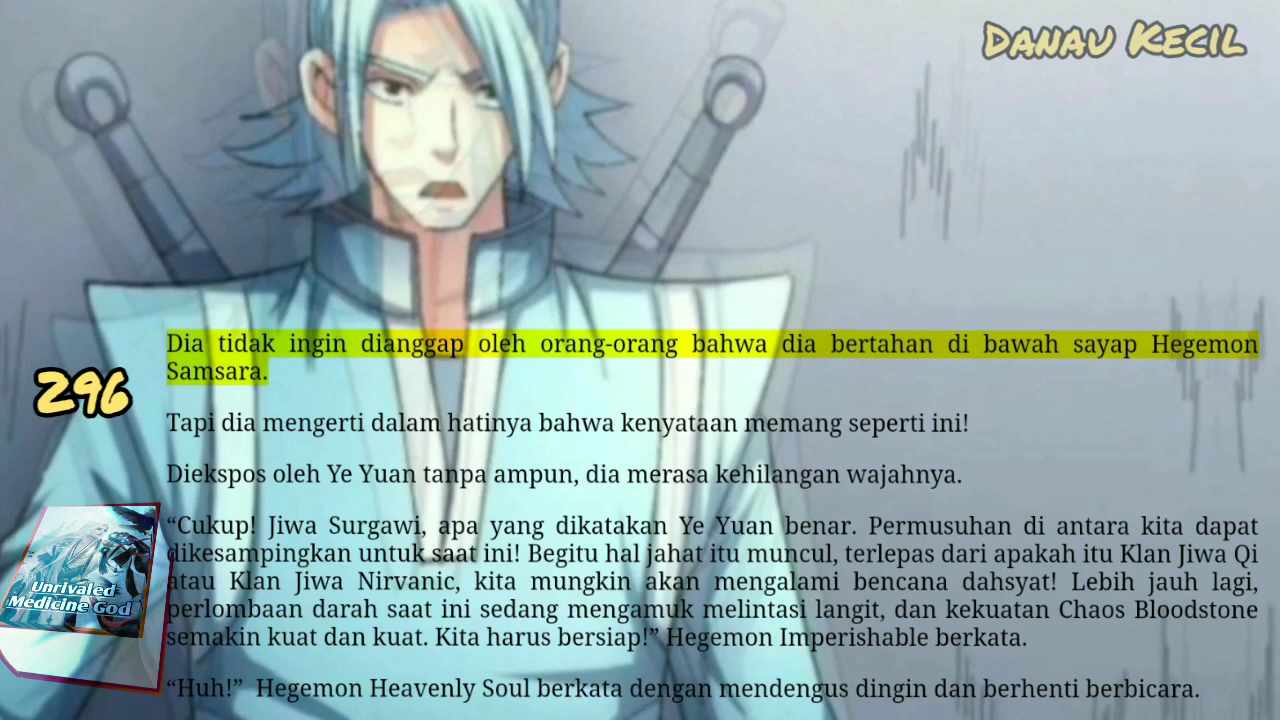 Danau Kecil
Dia tidak ingin dianggap oleh orang-orang bahwa dia bertahan di bawah sayap Hegemon
Samsara.
296
Tapi dia mengerti dalam hatinya bahwa kenyataan memang seperti ini!
Diekspos oleh Ye Yuan tanpa ampun, dia merasa kehilangan wajahnya.
“Cukup! Jiwa Surgawi, apa yang dikatakan Ye Yuan benar. Permusuhan di antara kita dapat
dikesampingkan untuk saat ini! Begitu hal jahat itu muncul, terlepas dari apakah itu Klan Jiwa Qi
atau Klan Jiwa Nirvanic, kita mungkin akan mengalami bencana dahsyat! Lebih jauh lagi,
perlombaan darah saat ini sedang mengamuk melintasi langit, dan kekuatan Chaos Bloodstone
semakin kuat dan kuat. Kita harus bersiap!” Hegemon Imperishable berkata.
Unrivaled
Medicine God
“Huh!”  Hegemon Heavenly Soul berkata dengan mendengus dingin dan berhenti berbicara.